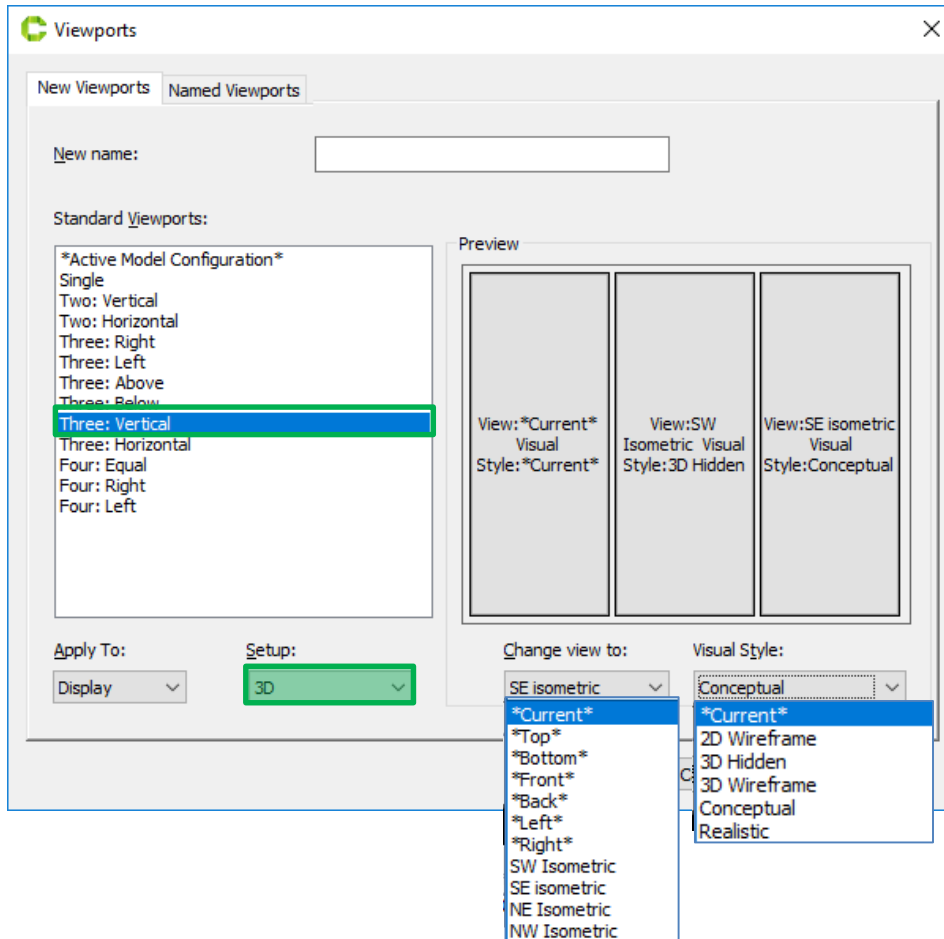 Viewports
New Viewports
Named Viewports
New name:
Standard Viewports:
*Active Model Configuration*
Single
Two: Vertical
Two: Horizontal
Three: Right
Three: Left
Three: Above
Three: Below
Three: Vertical
Three: Horizontal
Four: Equal
Four: Right
Four: Left
Preview
View:*Current*
Visual
Style:*Current*
View:SW
Isometric Visual
Style:3D Hidden
View:SE isometric
Visual
Style:Conceptual
Apply To:
Display
Setup:
3D
Change view to:
SE isometric
*Current*
*Top*
*Bottom*
*Front*
*Back*
*Left*
*Right*
SW Isometric
SE isometric
NE Isometric
NW Isometric
Visual Style:
Conceptual
*Current*
2D Wireframe
3D Hidden
3D Wireframe
Conceptual
Realistic